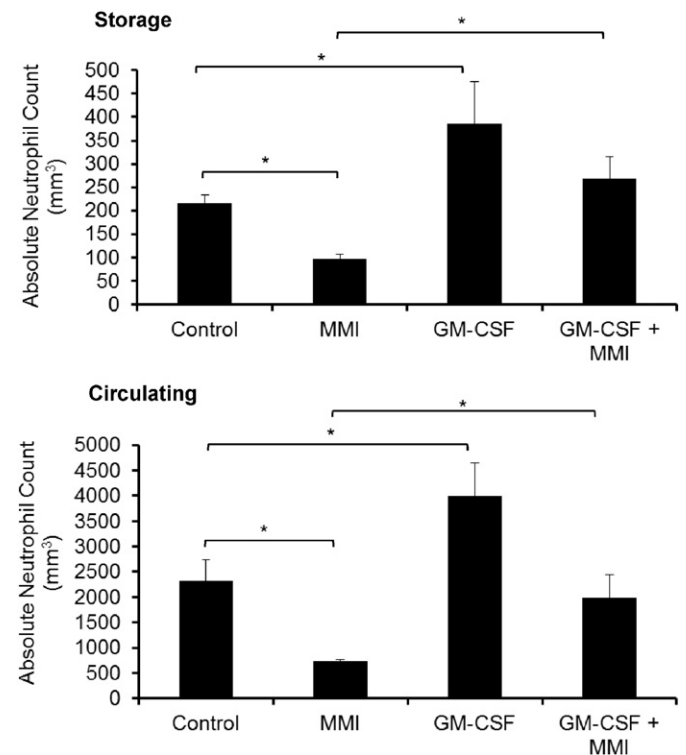 Storage
*
*
*
Absolute Neutrophil Count
(mm³)
500
450
400
350
300
250
200
150
100
50
0
Control MMI GM-CSF GM-CSF +
MMI
Circulating
*
*
*
Absolute Neutrophil Count
(mm³)
5000
4500
4000
3500
3000
2500
2000
1500
1000
500
0
Control MMI GM-CSF GM-CSF +
MMI